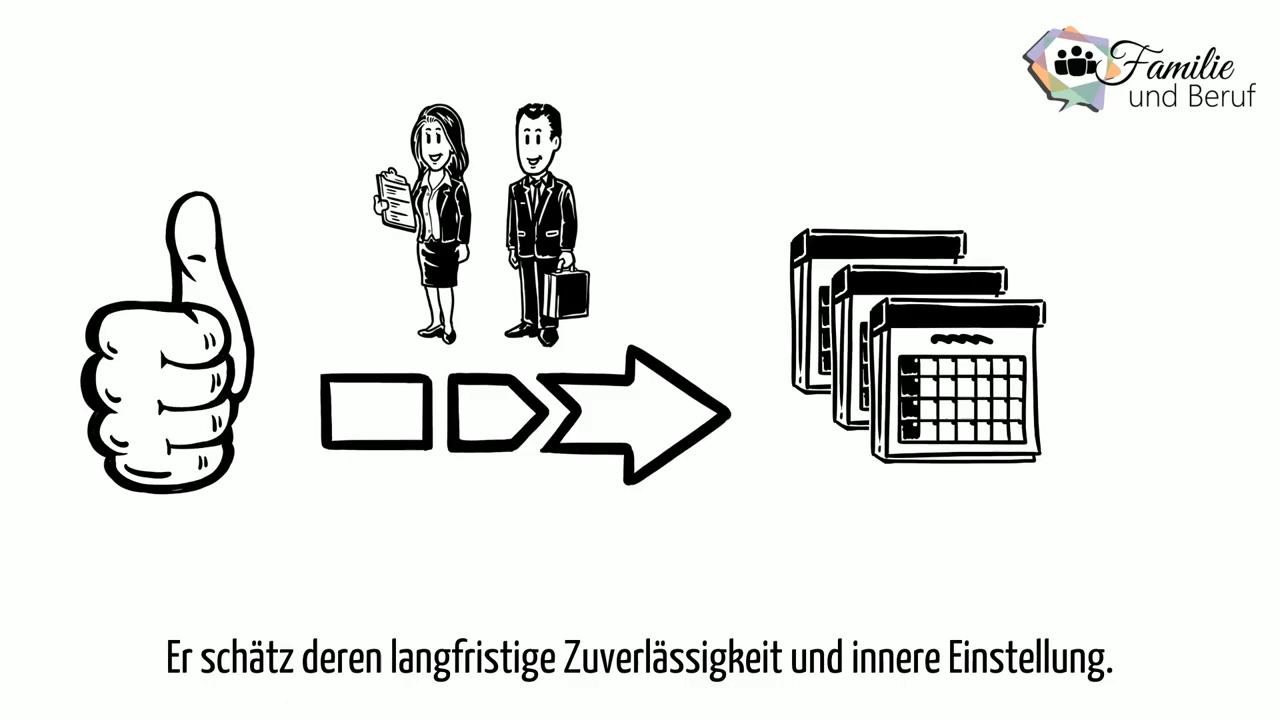 Familie
und Beruf
Er schätz deren langfristige Zuverlässigkeit und innere Einstellung.